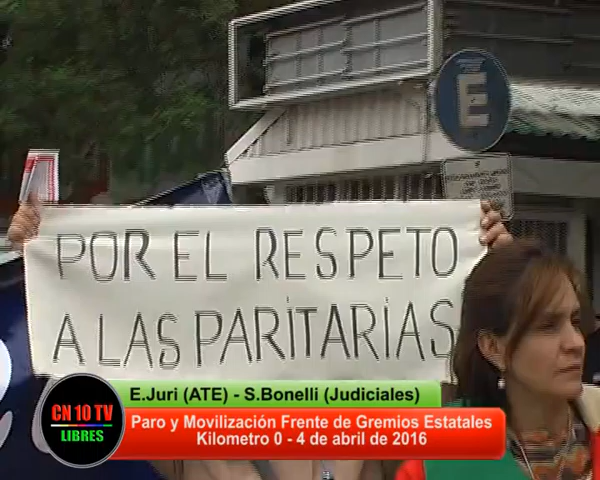 E
POR EL RESPETO
A LAS PARITARIAS
CN 10 TV
LIBRES
E.Juri (ATE) - S.Bonelli (Judiciales)
Paro y Movilización Frente de Gremios Estatales
Kilometro 0 - 4 de abril de 2016